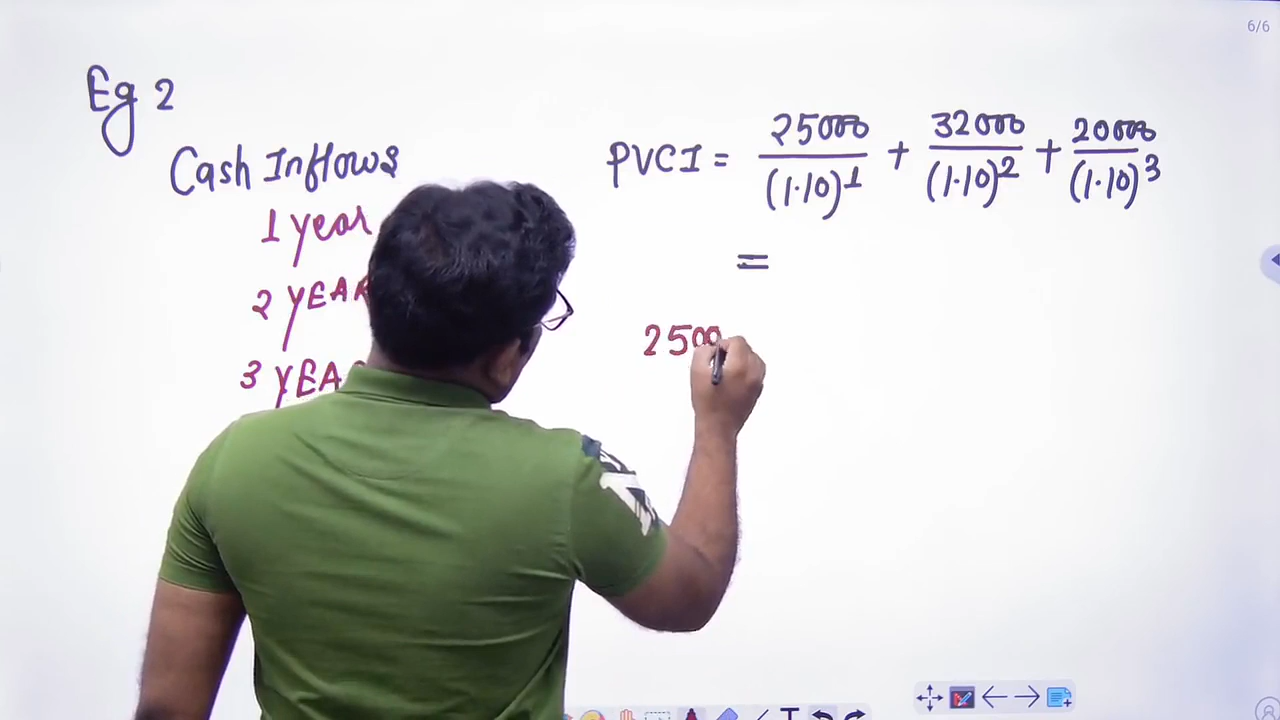 6/6
Eg 2
Cash Inflows
1 year
2 YEAR
3 YEA
PVCI = 25000/(1.10)^1 + 32000/(1.10)^2 + 20000/(1.10)^3
=
2500
T